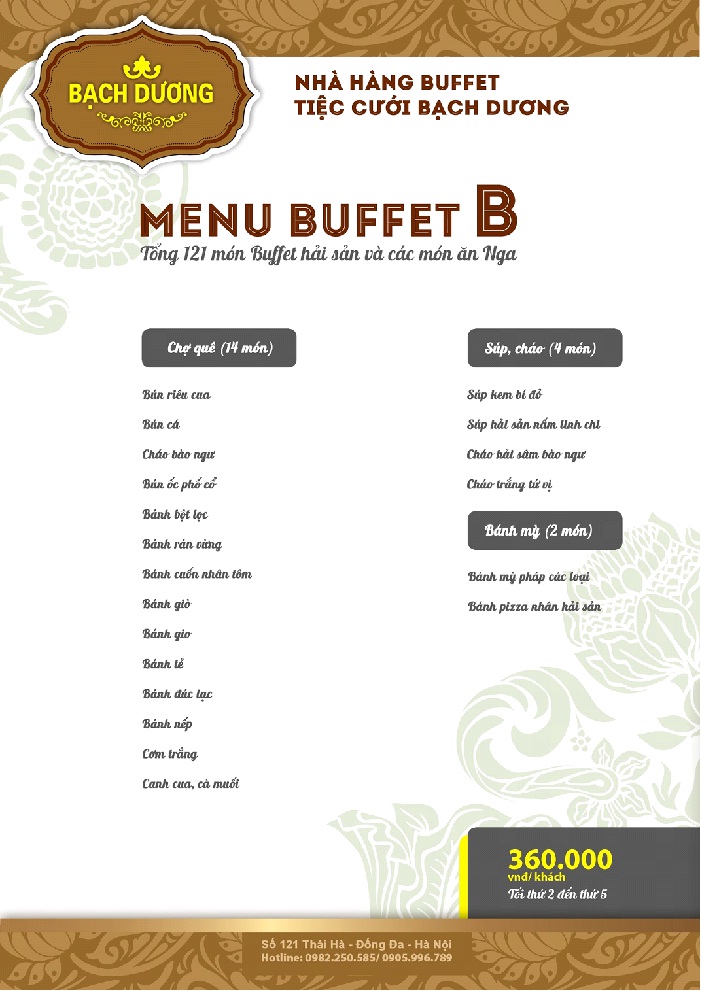 BẠCH DƯƠNG
NHÀ HÀNG BUFFET
TIỆC CƯỚI BẠCH DƯƠNG
MENU BUFFET B
Tổng 121 món Buffet hải sản và các món ăn Nga
Chợ quê (14 món)
Bún riêu cua
Bún cá
Cháo bào ngư
Bún ốc phố cổ
Bánh bột lọc
Bánh rán vừng
Bánh cuốn nhân tôm
Bánh giò
Bánh gio
Bánh tẻ
Bánh đúc lạc
Bánh nếp
Cơm trắng
Canh cua, cà muối
Súp, cháo (4 món)
Súp kem bí đỏ
Súp hải sản nấm linh chi
Cháo hải sâm bào ngư
Cháo trắng tứ vị
Bánh mỳ (2 món)
Bánh mỳ pháp các loại
Bánh pizza nhân hải sản
360.000
vnđ/ khách
Tối thứ 2 đến thứ 5
Số 121 Thái Hà - Đống Đa - Hà Nội
Hotline: 0982.250.585/ 0905.996.789